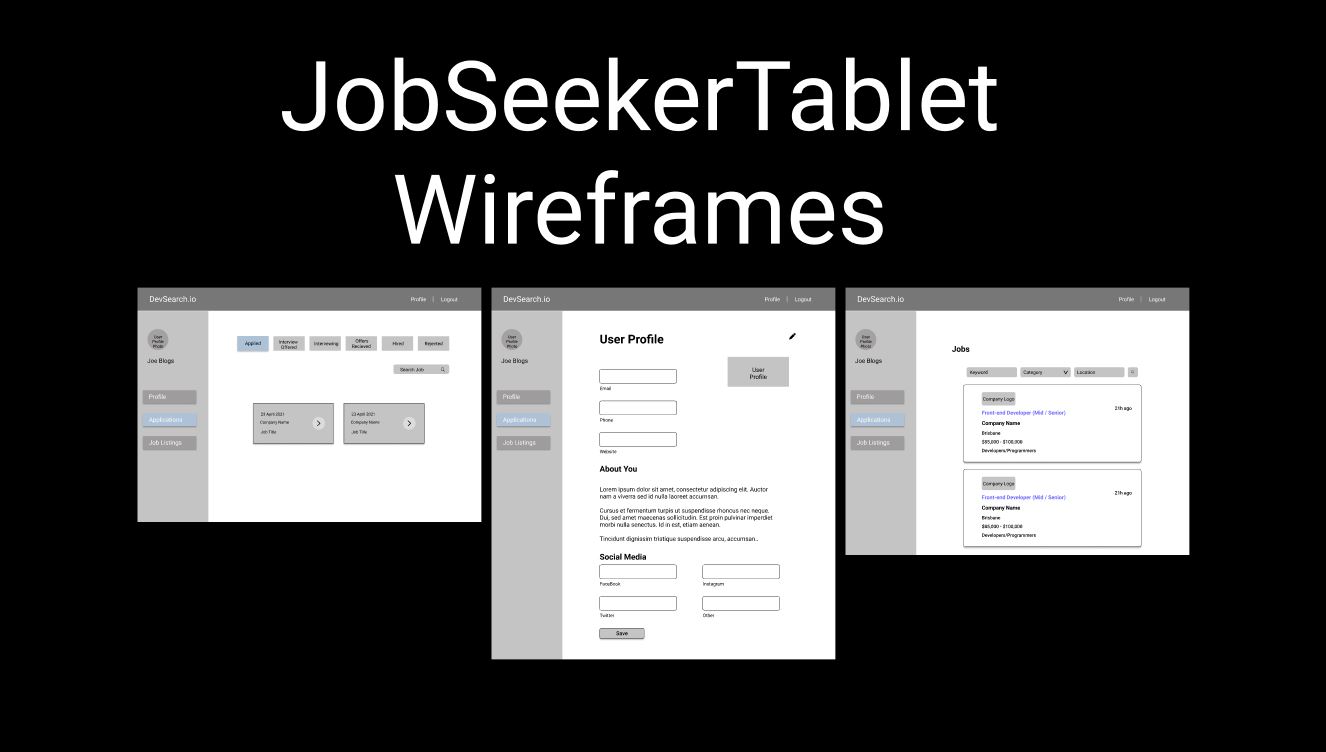 JobSeekerTablet
Wireframes
DevSearch.io
Profile | Logout
User
Profile
Photo
Joe Blogs
Profile
Applications
Job Listings
Applied
Interview
Offered
Interviewing
Offers
Recieved
Hired
Rejected
Search Job
23 April 2021
Company Name
Job Title
23 April 2021
Company Name
Job Title
DevSearch.io
Profile | Logout
User
Profile
Photo
Joe Blogs
Profile
Applications
Job Listings
User Profile
User
Profile
Email
Phone
Website
About You
Lorem ipsum dolor sit amet, consectetur adipiscing elit. Auctor
nam a viverra sed id nulla laoreet accumsan.
Cursus et fermentum turpis ut suspendisse rhoncus nec neque.
Dui, sed amet maecenas sollicitudin. Est proin pulvinar imperdiet
morbi nulla senectus. Id in est, etiam aenean.
Tincidunt dignissim tristique suspendisse arcu, accumsan..
Social Media
FaceBook
Instagram
Twitter
Other
Save
DevSearch.io
Profile | Logout
User
Profile
Photo
Joe Blogs
Profile
Applications
Job Listings
Jobs
Keyword
Category
Location
Company Logo
21h ago
Front-end Developer (Mid / Senior)
Company Name
Brisbane
$85,000 - $100,000
Developers/Programmers
Company Logo
21h ago
Front-end Developer (Mid / Senior)
Company Name
Brisbane
$85,000 - $100,000
Developers/Programmers